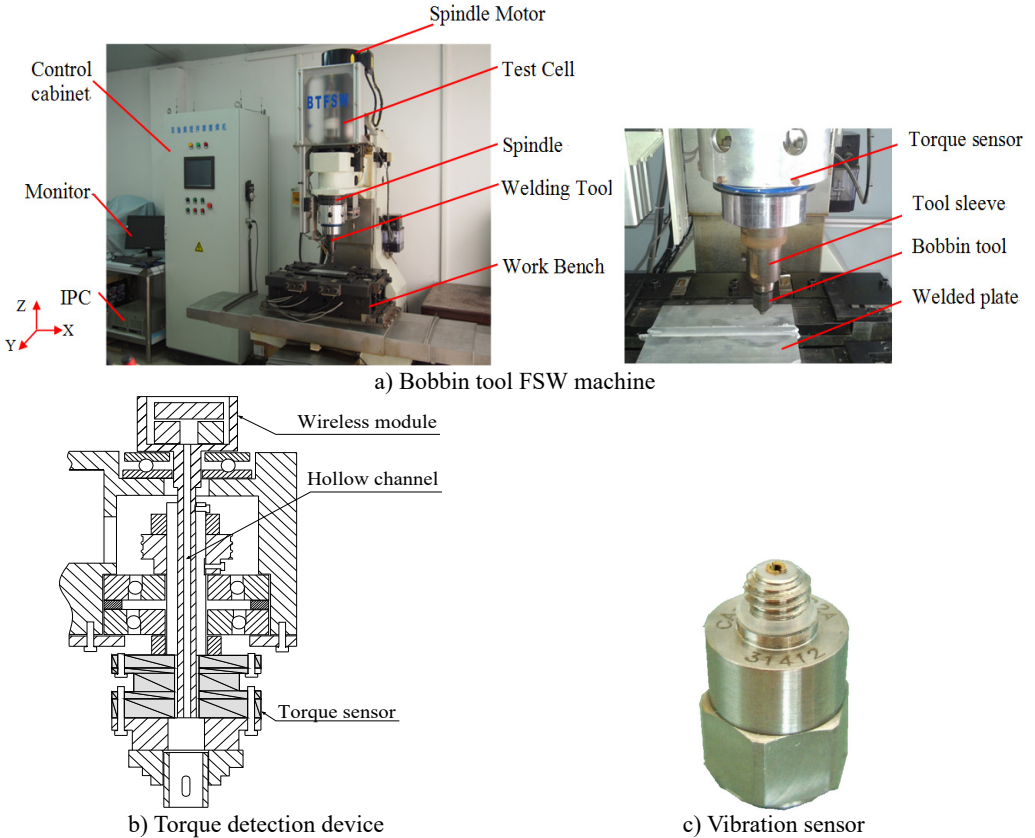 Spindle Motor
Control
cabinet
Test Cell
BTFSW
Spindle
Torque sensor
Monitor
Welding Tool
Tool sleeve
Bobbin tool
Work Bench
IPC
Welded plate
Z
X
Y
a) Bobbin tool FSW machine
Wireless module
Hollow channel
Torque sensor
31412
b) Torque detection device
c) Vibration sensor